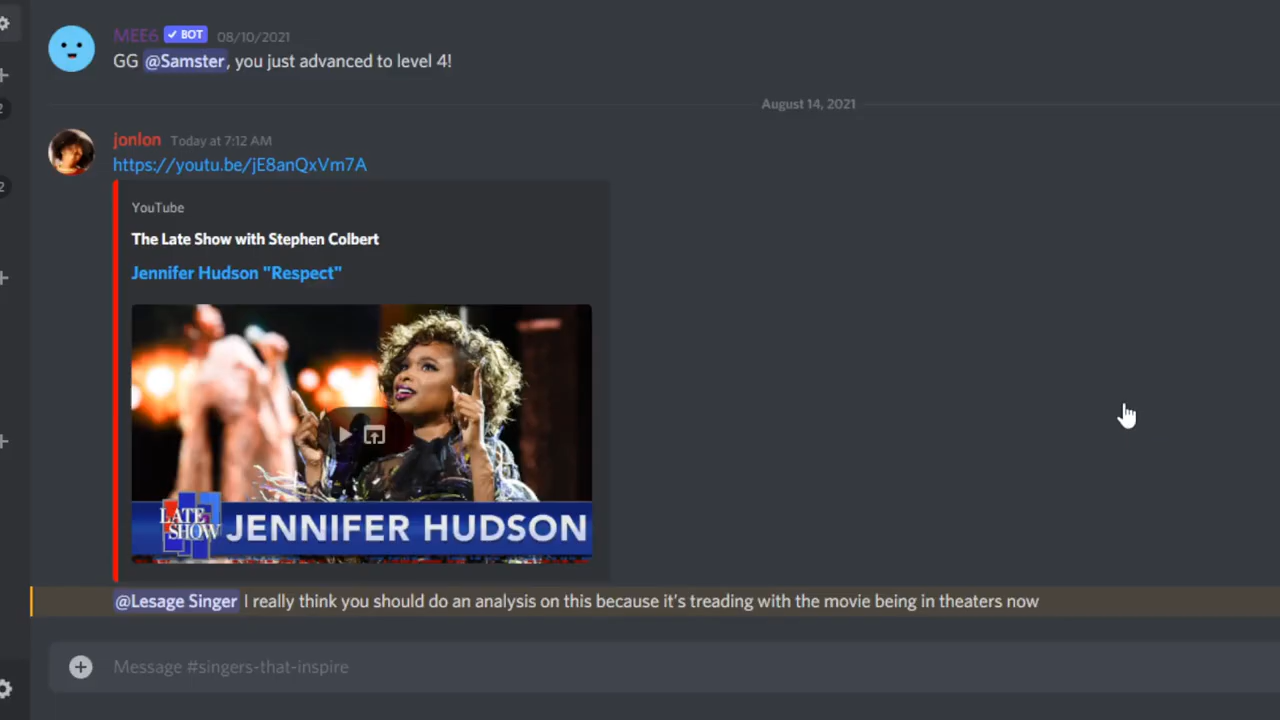 MEE6 ✓ BOT 08/10/2021
GG @Samster, you just advanced to level 4!
August 14, 2021
jonlon Today at 7:12 AM
https://youtu.be/jE8anQxVm7A
YouTube
The Late Show with Stephen Colbert
Jennifer Hudson "Respect"
LATE SHOW JENNIFER HUDSON
@Lesage Singer I really think you should do an analysis on this because it's treading with the movie being in theaters now
Message #singers-that-inspire
2
2